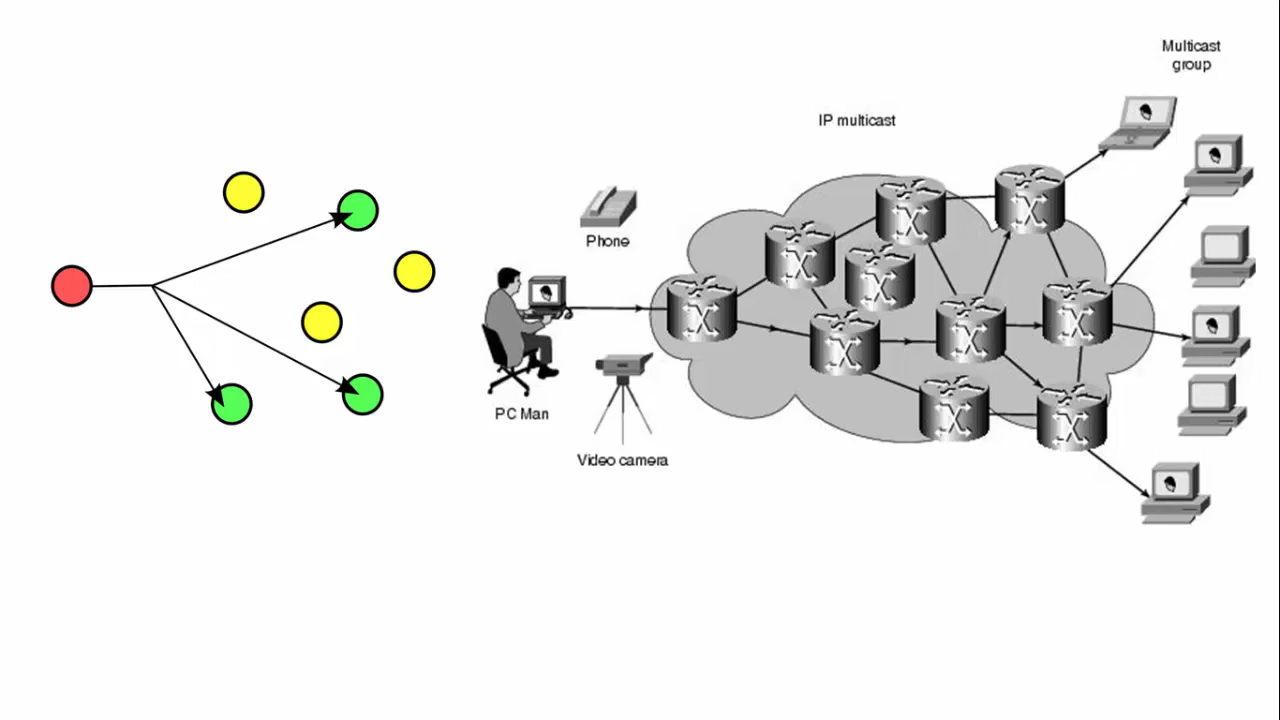 Multicast
group
IP multicast
Phone
PC Man
Video camera